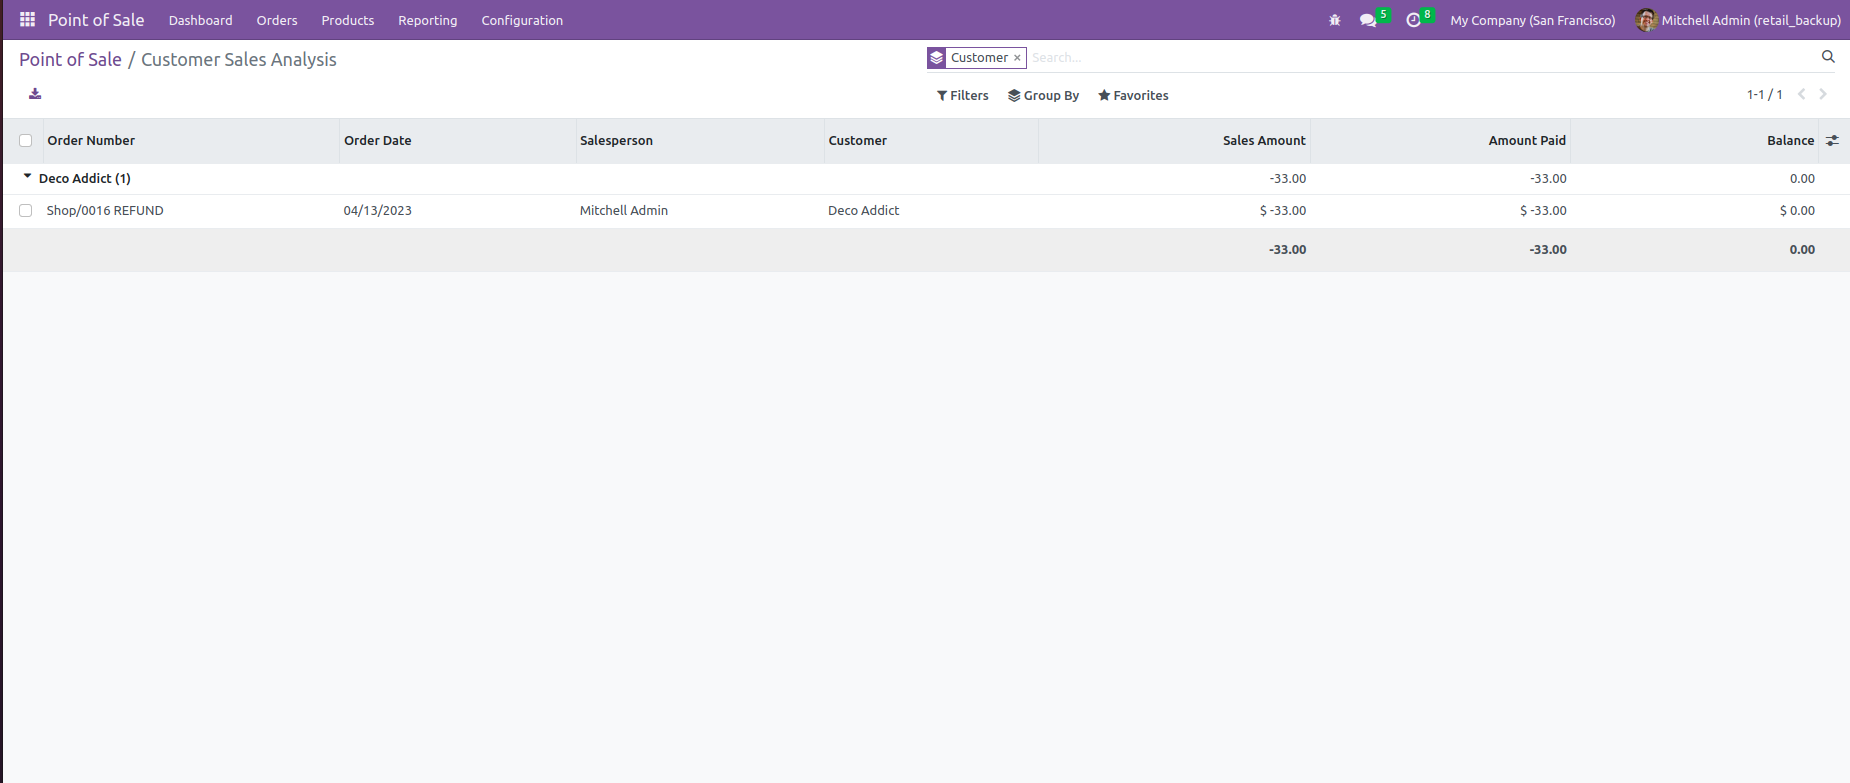 Point of Sale Dashboard Orders Products Reporting Configuration 5 8 My Company (San Francisco) Mitchell Admin (retail_backup)
Point of Sale / Customer Sales Analysis Customer × Search...
Filters Group By Favorites 1-1 / 1
Order Number Order Date Salesperson Customer Sales Amount Amount Paid Balance
Deco Addict (1) -33.00 -33.00 0.00
Shop/0016 REFUND 04/13/2023 Mitchell Admin Deco Addict $ -33.00 $ -33.00 $ 0.00
-33.00 -33.00 0.00